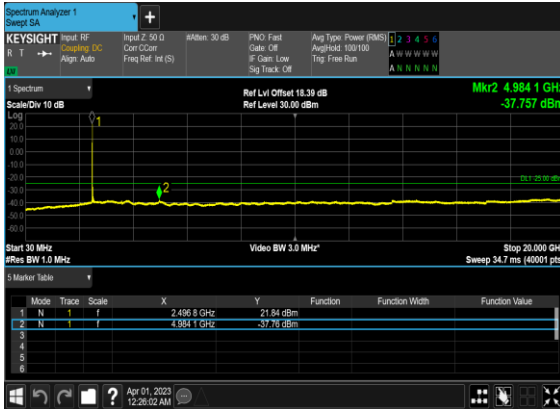 Spectrum Analyzer 1
Swept SA
+
KEYSIGHT Input: RF Input Z: 50 Ω #Atten: 30 dB PNO: Fast Avg Type: Power (RMS) 1 2 3 4 5 6
R T Coupling: DC Corr CCorr Gate: Off Avg|Hold: 100/100 A W W W W W
Align: Auto Freq Ref: Int (S) IF Gain: Low Trig: Free Run
Sig Track: Off A N N N N N
1 Spectrum
Ref Lvl Offset 18.39 dB Mkr2 4.984 1 GHz
Scale/Div 10 dB Ref Level 30.00 dBm -37.757 dBm
Log
20.0
10.0
0.00
-10.0
-20.0
-30.0
-40.0
-50.0
-60.0
1
2
DL1 -25.00 dBm
Start 30 MHz Video BW 3.0 MHz* Stop 20.000 GH
#Res BW 1.0 MHz Sweep 34.7 ms (40001 pts
5 Marker Table
Mode Trace Scale X Y Function Function Width Function Value
1 N 1 f 2.496 8 GHz 21.84 dBm
2 N 1 f 4.984 1 GHz -37.76 dBm
3
4
5
6
? Apr 01, 2023
12:26:02 AM